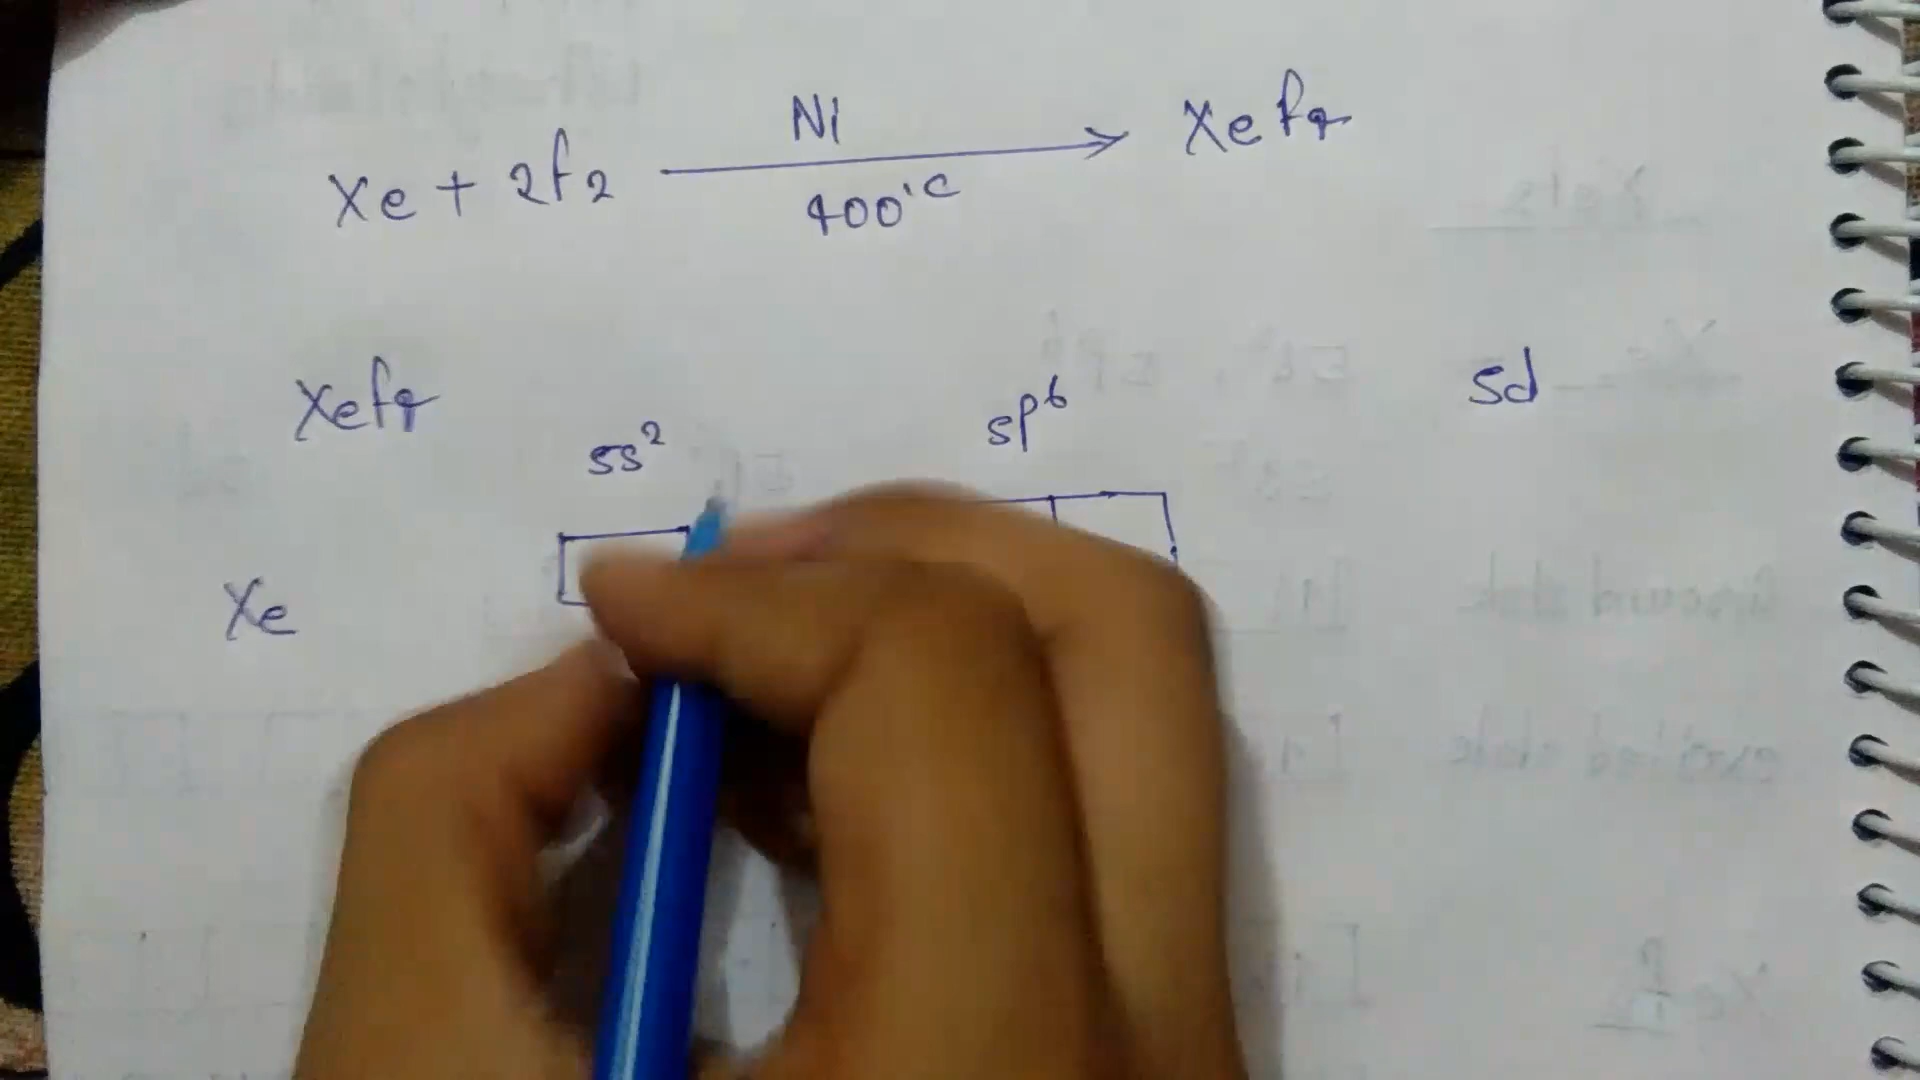 Ni
Xe + 2f2 → Xef4
400°C
Xef4
5s² 5p⁶ 5d
Xe